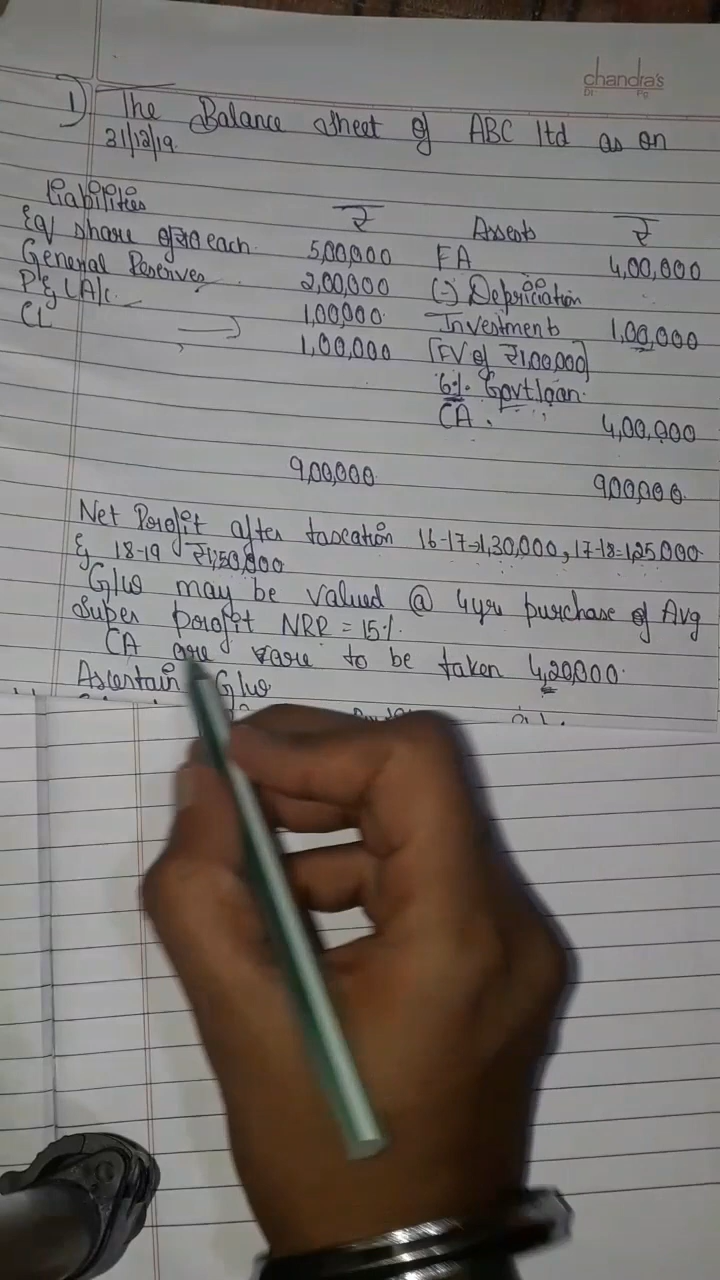 chandra's
Dt Pg
1) The Balance sheet of ABC ltd as on
31/12/19
Liabilities ₹ Assents ₹
Eq share each 5,00,000 FA 4,00,000
General Reserves 2,00,000 (-) Depriciation
P & L A/c 1,00,000 Investment 1,00,000
CL 1,00,000 [FV of ₹1,00,000]
6% Govt loan
CA 4,00,000
9,00,000 9,00,000
Net Profit after taxation 16-17→1,30,000, 17-18=1,25,000
& 18-19 ₹1,50,000
G/w may be valued @ 4yrs purchase of Avg
super profit NRR = 15%
CA are to be taken 4,20,000
Ascertain G/w